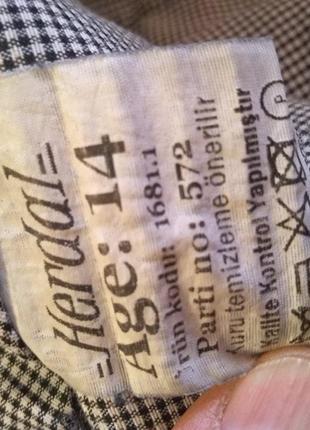 =Herdal=
Age: 14
Ürün kodu: 1681.1
Parti no: 572
Kuru temizleme önerilir
Kalite Kontrol Yapılmıştır
P